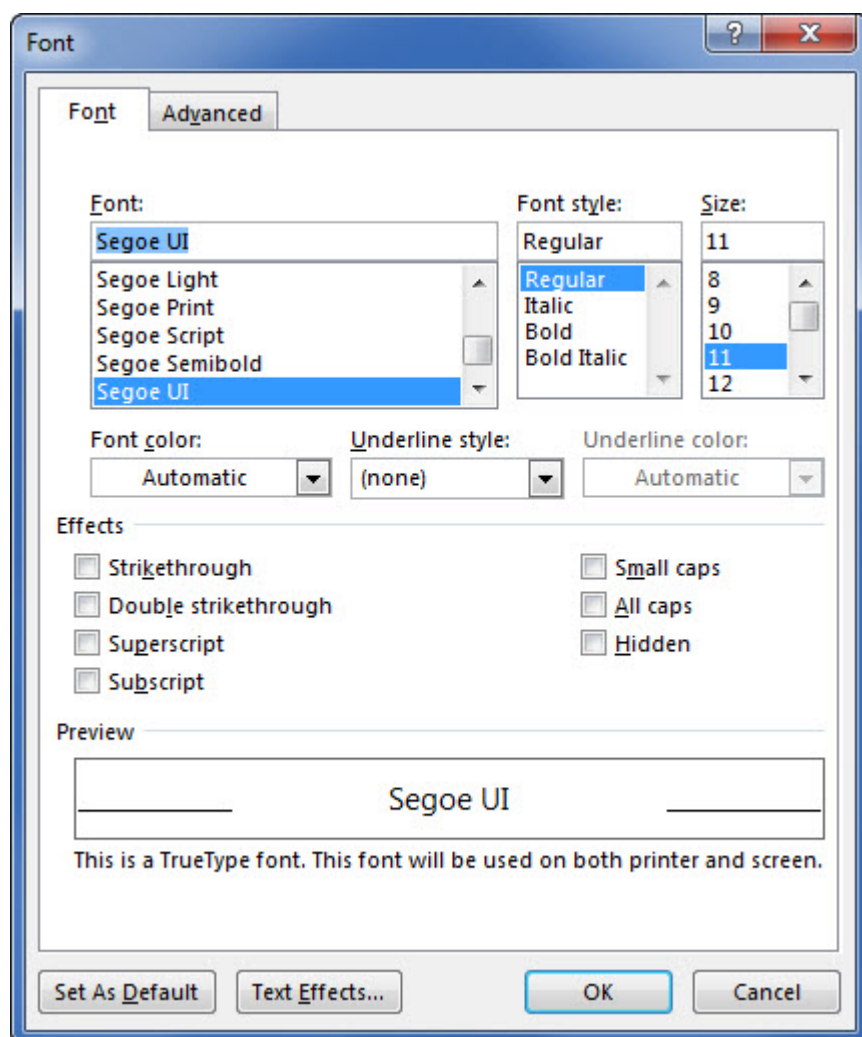 Font
?
Font Advanced
Font: Font style: Size:
Segoe UI Regular 11
Segoe Light Regular 8
Segoe Print Italic 9
Segoe Script Bold 10
Segoe Semibold Bold Italic 11
Segoe UI 12
Font color: Underline style: Underline color:
Automatic (none) Automatic
Effects
Strikethrough Small caps
Double strikethrough All caps
Superscript Hidden
Subscript
Preview
Segoe UI
This is a TrueType font. This font will be used on both printer and screen.
Set As Default Text Effects... OK Cancel